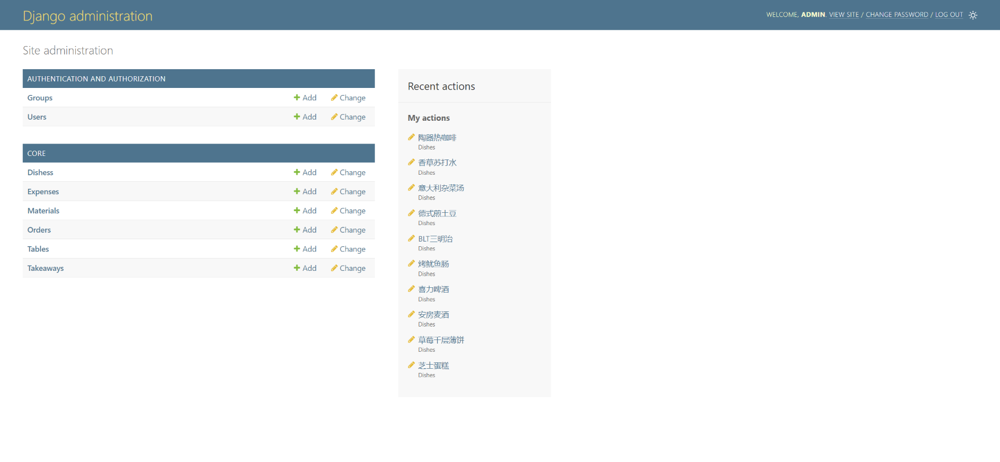 Django administration
WELCOME, ADMIN. VIEW SITE / CHANGE PASSWORD / LOG OUT
Site administration
AUTHENTICATION AND AUTHORIZATION
Groups Add Change
Users Add Change
CORE
Dishess Add Change
Expenses Add Change
Materials Add Change
Orders Add Change
Tables Add Change
Takeaways Add Change
Recent actions
My actions
陶器热咖啡
Dishes
香草苏打水
Dishes
意大利杂菜汤
Dishes
德式煎土豆
Dishes
BLT三明治
Dishes
烤鱿鱼肠
Dishes
喜力啤酒
Dishes
安房麦酒
Dishes
草莓千层薄饼
Dishes
芝士蛋糕
Dishes